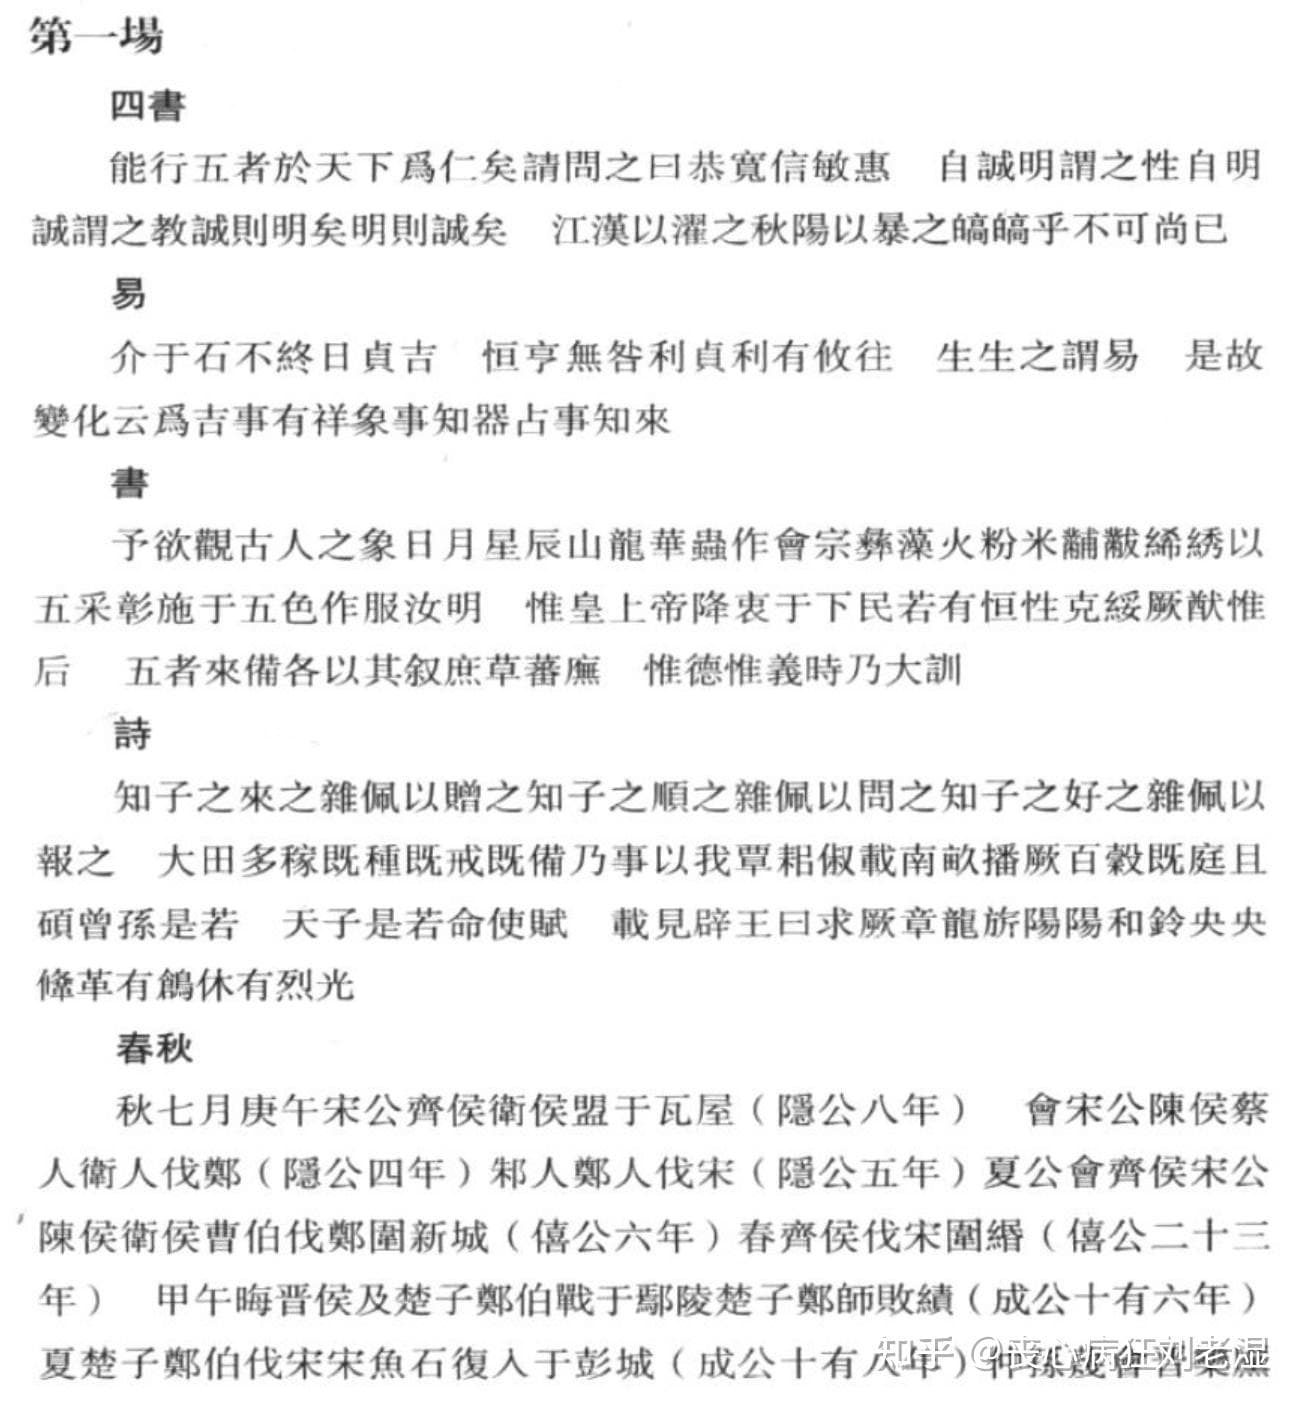 第一場
四書
能行五者於天下爲仁矣請問之曰恭寬信敏惠　自誠明謂之性自明
誠謂之教誠則明矣明則誠矣　江漢以濯之秋陽以暴之皜皜乎不可尚已
易
介于石不終日貞吉　恒亨無咎利貞利有攸往　生生之謂易　是故
變化云爲吉事有祥象事知器占事知來
書
予欲觀古人之象日月星辰山龍華蟲作會宗彝藻火粉米黼黻絺綉以
五采彰施于五色作服汝明　惟皇上帝降衷于下民若有恒性克綏厥猷惟
后　五者來備各以其叙庶草蕃廡　惟德惟義時乃大訓
詩
知子之來之雜佩以贈之知子之順之雜佩以問之知子之好之雜佩以
報之　大田多稼既種既戒既備乃事以我覃耜俶載南畝播厥百穀既庭且
碩曾孫是若　天子是若命使賦　載見辟王曰求厥章龍旂陽陽和鈴央央
鞗革有鶬休有烈光
春秋
秋七月庚午宋公齊侯衛侯盟于瓦屋（隱公八年）　會宋公陳侯蔡
人衛人伐鄭（隱公四年）邾人鄭人伐宋（隱公五年）夏公會齊侯宋公
陳侯衛侯曹伯伐鄭圍新城（僖公六年）春齊侯伐宋圍緡（僖公二十三
年）　甲午晦晋侯及楚子鄭伯戰于鄢陵楚子鄭師敗績（成公十有六年）
夏楚子鄭伯伐宋宋魚石復入于彭城（成公十有八年）仲孫蔑會
知乎 @丧心病狂刘老湿